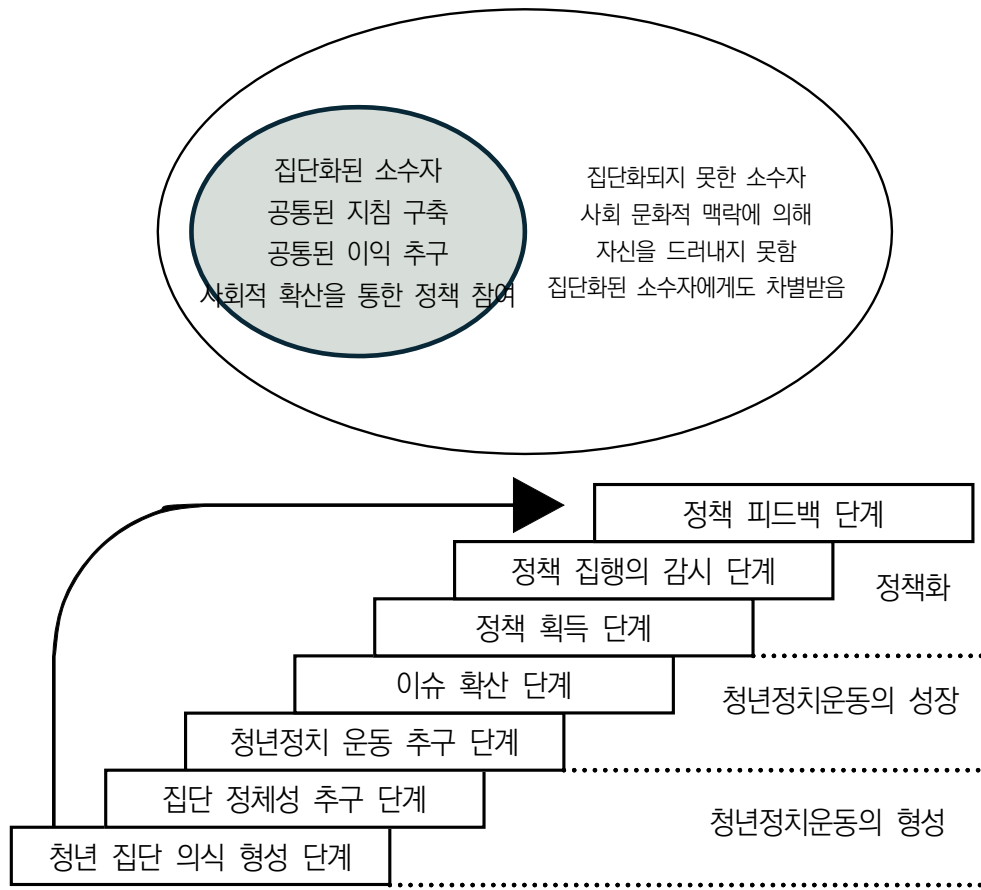 집단화된 소수자
공통된 지침 구축
공통된 이익 추구
사회적 확산을 통한 정책 참여
집단화되지 못한 소수자
사회 문화적 맥락에 의해
자신을 드러내지 못함
집단화된 소수자에게도 차별받음
정책 피드백 단계
정책 집행의 감시 단계
정책화
정책 획득 단계
이슈 확산 단계
청년정치운동의 성장
청년정치 운동 추구 단계
집단 정체성 추구 단계
청년정치운동의 형성
청년 집단 의식 형성 단계